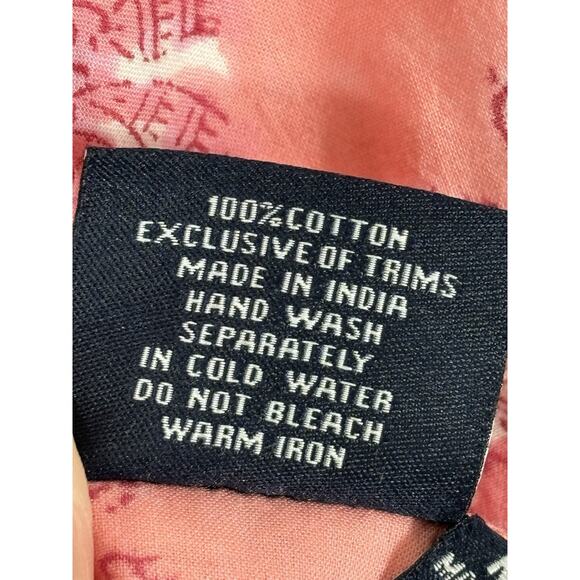 100%COTTON
EXCLUSIVE OF TRIMS
MADE IN INDIA
HAND WASH
SEPARATELY
IN COLD WATER
DO NOT BLEACH
WARM IRON